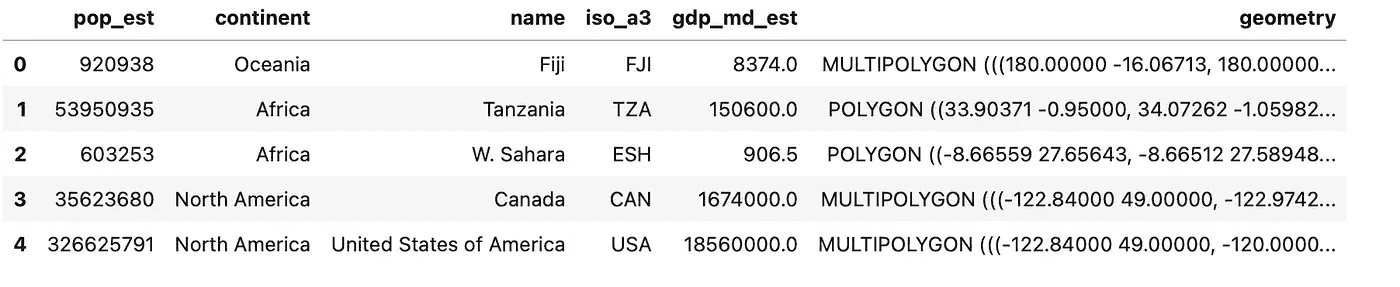 pop_est continent name iso_a3 gdp_md_est geometry
0 920938 Oceania Fiji FJI 8374.0 MULTIPOLYGON (((180.00000 -16.06713, 180.00000...
1 53950935 Africa Tanzania TZA 150600.0 POLYGON ((33.90371 -0.95000, 34.07262 -1.05982...
2 603253 Africa W. Sahara ESH 906.5 POLYGON ((-8.66559 27.65643, -8.66512 27.58948...
3 35623680 North America Canada CAN 1674000.0 MULTIPOLYGON (((-122.84000 49.00000, -122.9742...
4 326625791 North America United States of America USA 18560000.0 MULTIPOLYGON (((-122.84000 49.00000, -120.0000...